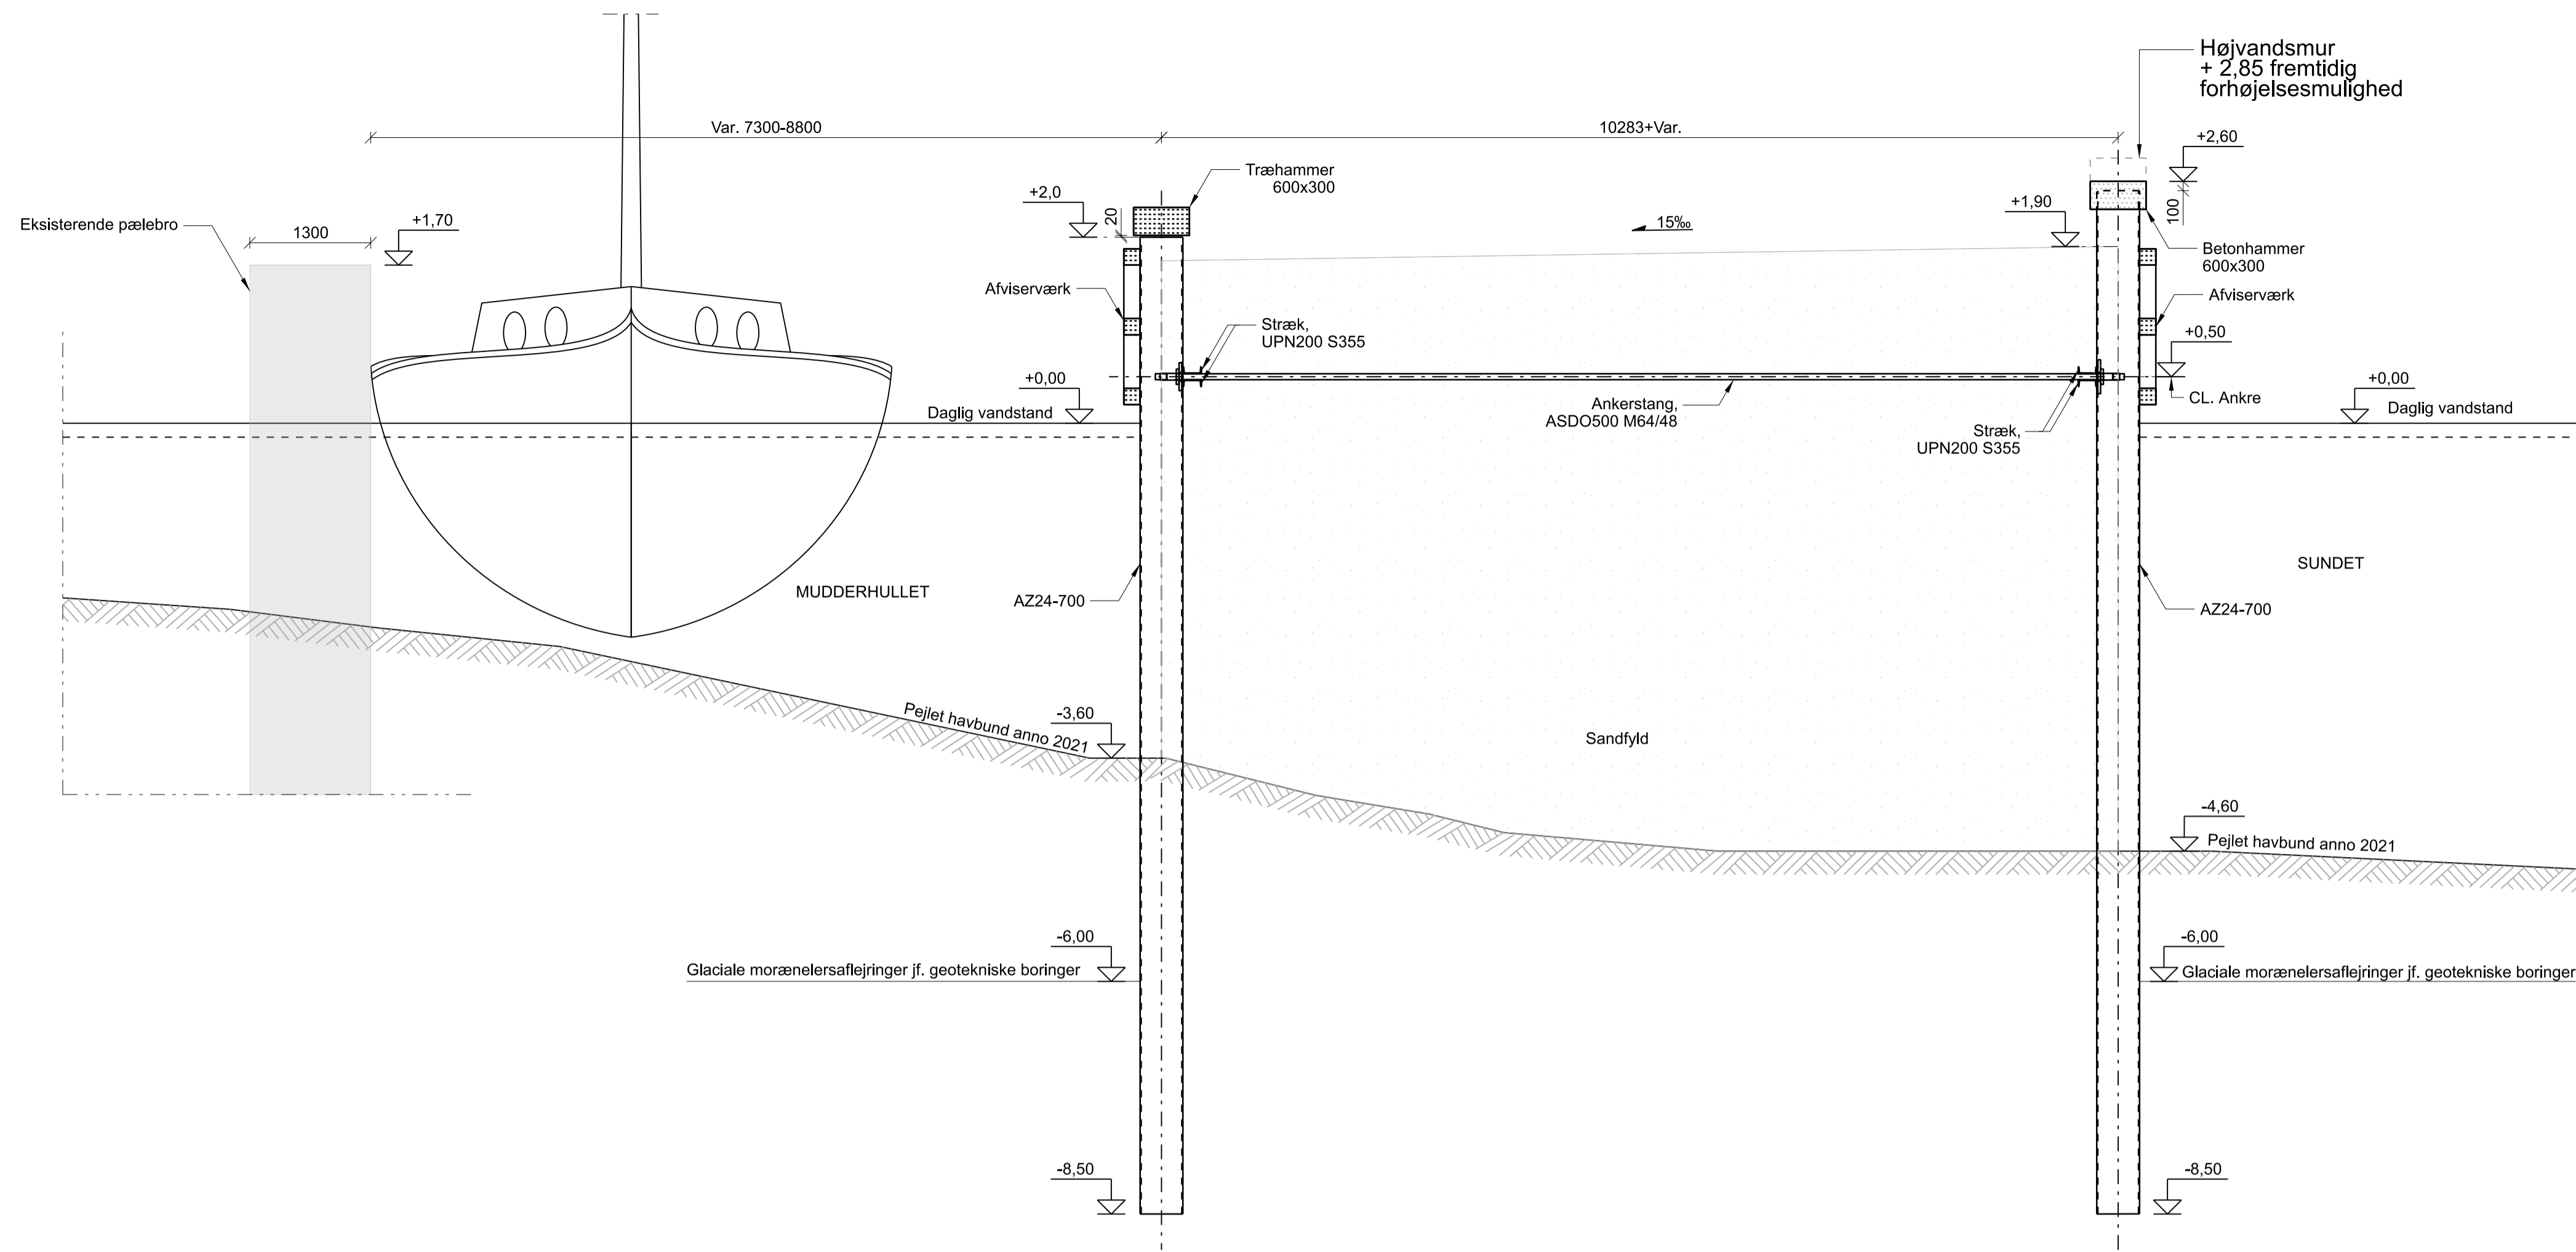 Højvandsmur
+ 2,85 fremtidig
forhøjelsesmulighed
Var. 7300-8800
10283+Var.
+2,60
Træhammer
600x300
+2,0
20
+1,90
15‰
100
Eksisterende pælebro
1300
+1,70
Betonhammer
600x300
Afviserværk
Afviserværk
Stræk,
UPN200 S355
+0,50
+0,00
+0,00
CL. Ankre
Ankerstang,
ASDO500 M64/48
Daglig vandstand
Daglig vandstand
Stræk,
UPN200 S355
MUDDERHULLET
AZ24-700
SUNDET
AZ24-700
Pejlet havbund anno 2021
-3,60
Sandfyld
-4,60
Pejlet havbund anno 2021
-6,00
-6,00
Glaciale morænelersaflejringer jf. geotekniske boringer
Glaciale morænelersaflejringer jf. geotekniske boringer
-8,50
-8,50